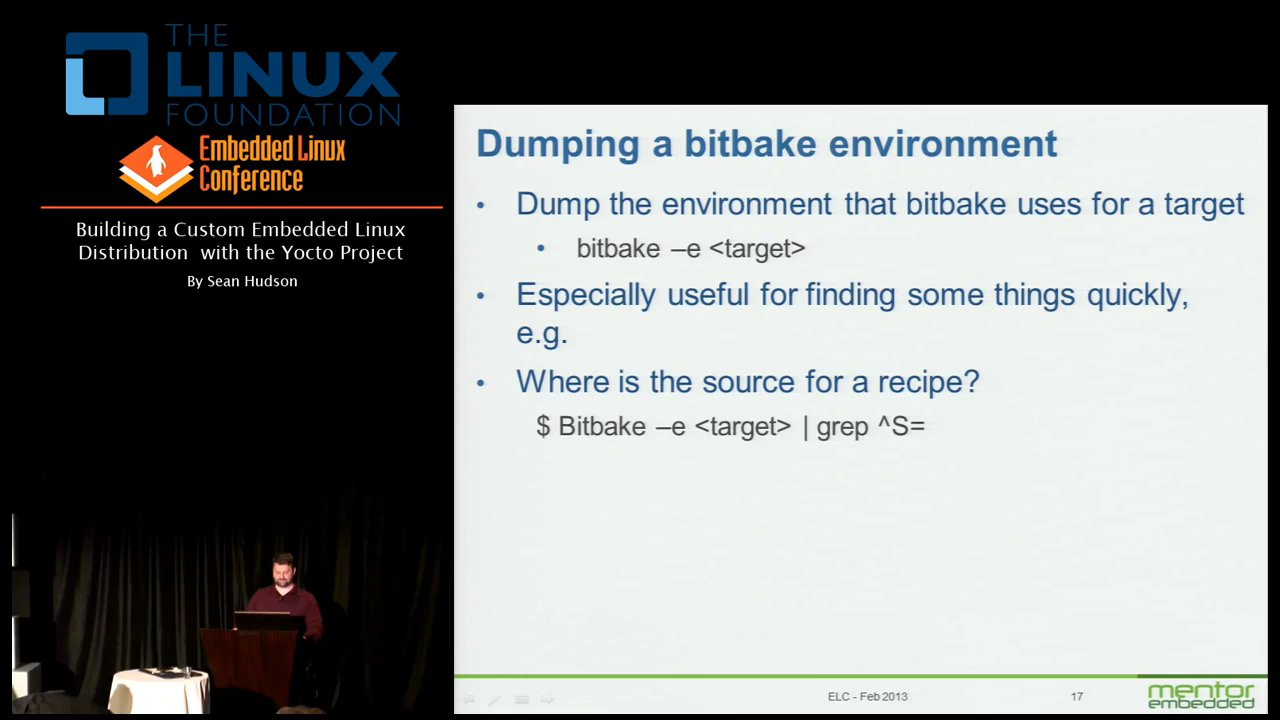 THE
LINUX
FOUNDATION
Embedded Linux
Conference
Building a Custom Embedded Linux
Distribution with the Yocto Project
By Sean Hudson
Dumping a bitbake environment
• Dump the environment that bitbake uses for a target
• bitbake –e <target>
• Especially useful for finding some things quickly,
e.g.
• Where is the source for a recipe?
$ Bitbake –e <target> | grep ^S=
ELC - Feb 2013
17
mentor
embedded